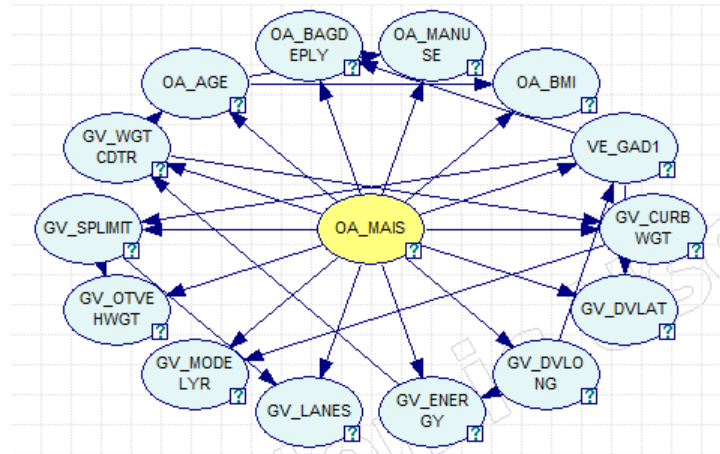 OA_BAGD
EPLY
?
OA_MANU
SE
?
OA_AGE
?
OA_BMI
?
GV_WGT
CDTR
?
VE_GAD1
?
GV_SPLIMIT
?
OA_MAIS
?
GV_CURB
WGT
?
GV_OTVE
HWGT
?
GV_DVLAT
?
GV_MODE
LYR
?
GV_DVLO
NG
?
GV_LANES
?
GV_ENER
GY
?